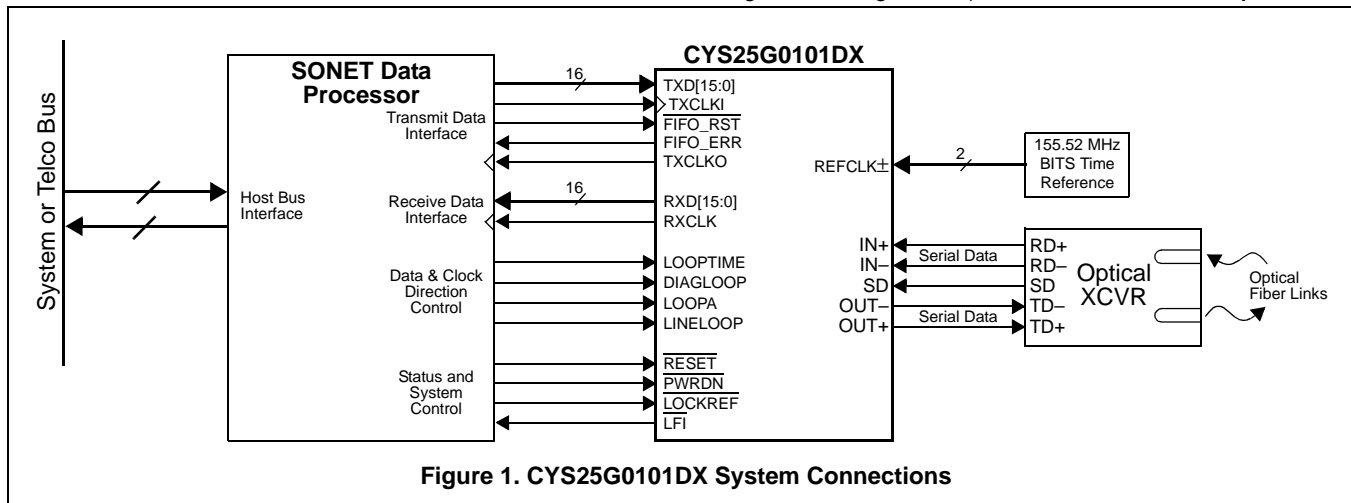 System or Telco Bus
Host Bus
Interface
SONET Data
Processor
Transmit Data
Interface
Receive Data
Interface
Data & Clock
Direction
Control
Status and
System
Control
16
16
CYS25G0101DX
TXD[15:0]
TXCLKI
FIFO_RST
FIFO_ERR
TXCLKO
RXD[15:0]
RXCLK
LOOPTIME
DIAGLOOP
LOOPA
LINELOOP
RESET
PWRDN
LOCKREF
LFI
REFCLK±
IN+
IN–
SD
OUT–
OUT+
2
155.52 MHz
BITS Time
Reference
Serial Data
Serial Data
RD+
RD–
SD
TD–
TD+
Optical
XCVR
Optical
Fiber Links
Figure 1. CYS25G0101DX System Connections